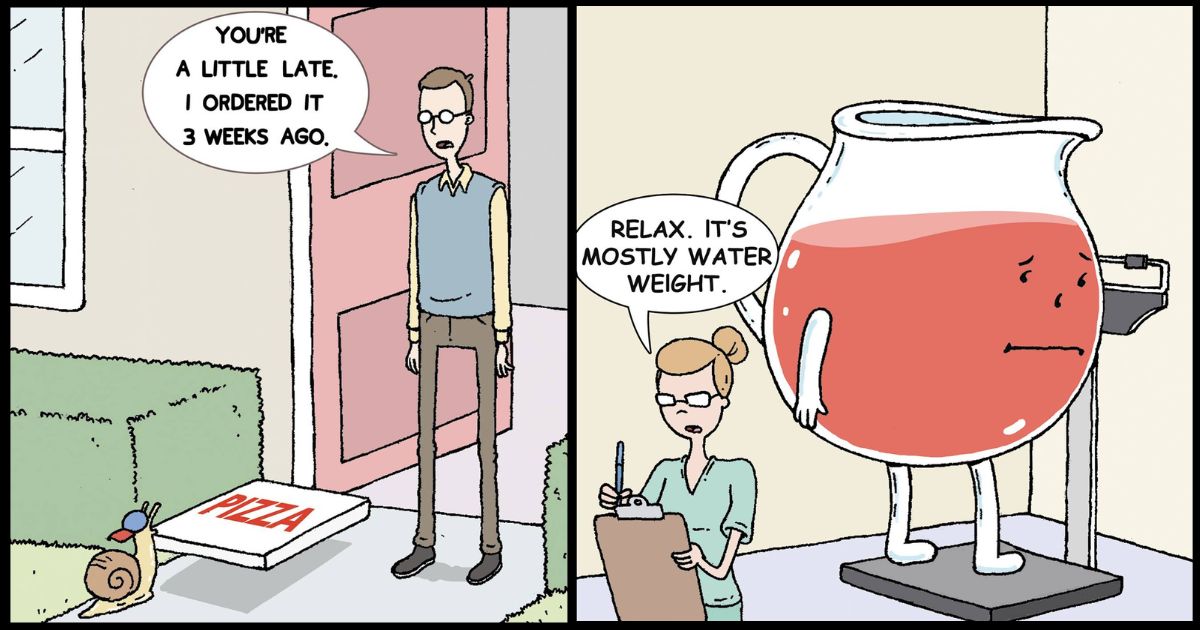 YOU'RE
A LITTLE LATE.
I ORDERED IT
3 WEEKS AGO.
PIZZA
RELAX. IT'S
MOSTLY WATER
WEIGHT.